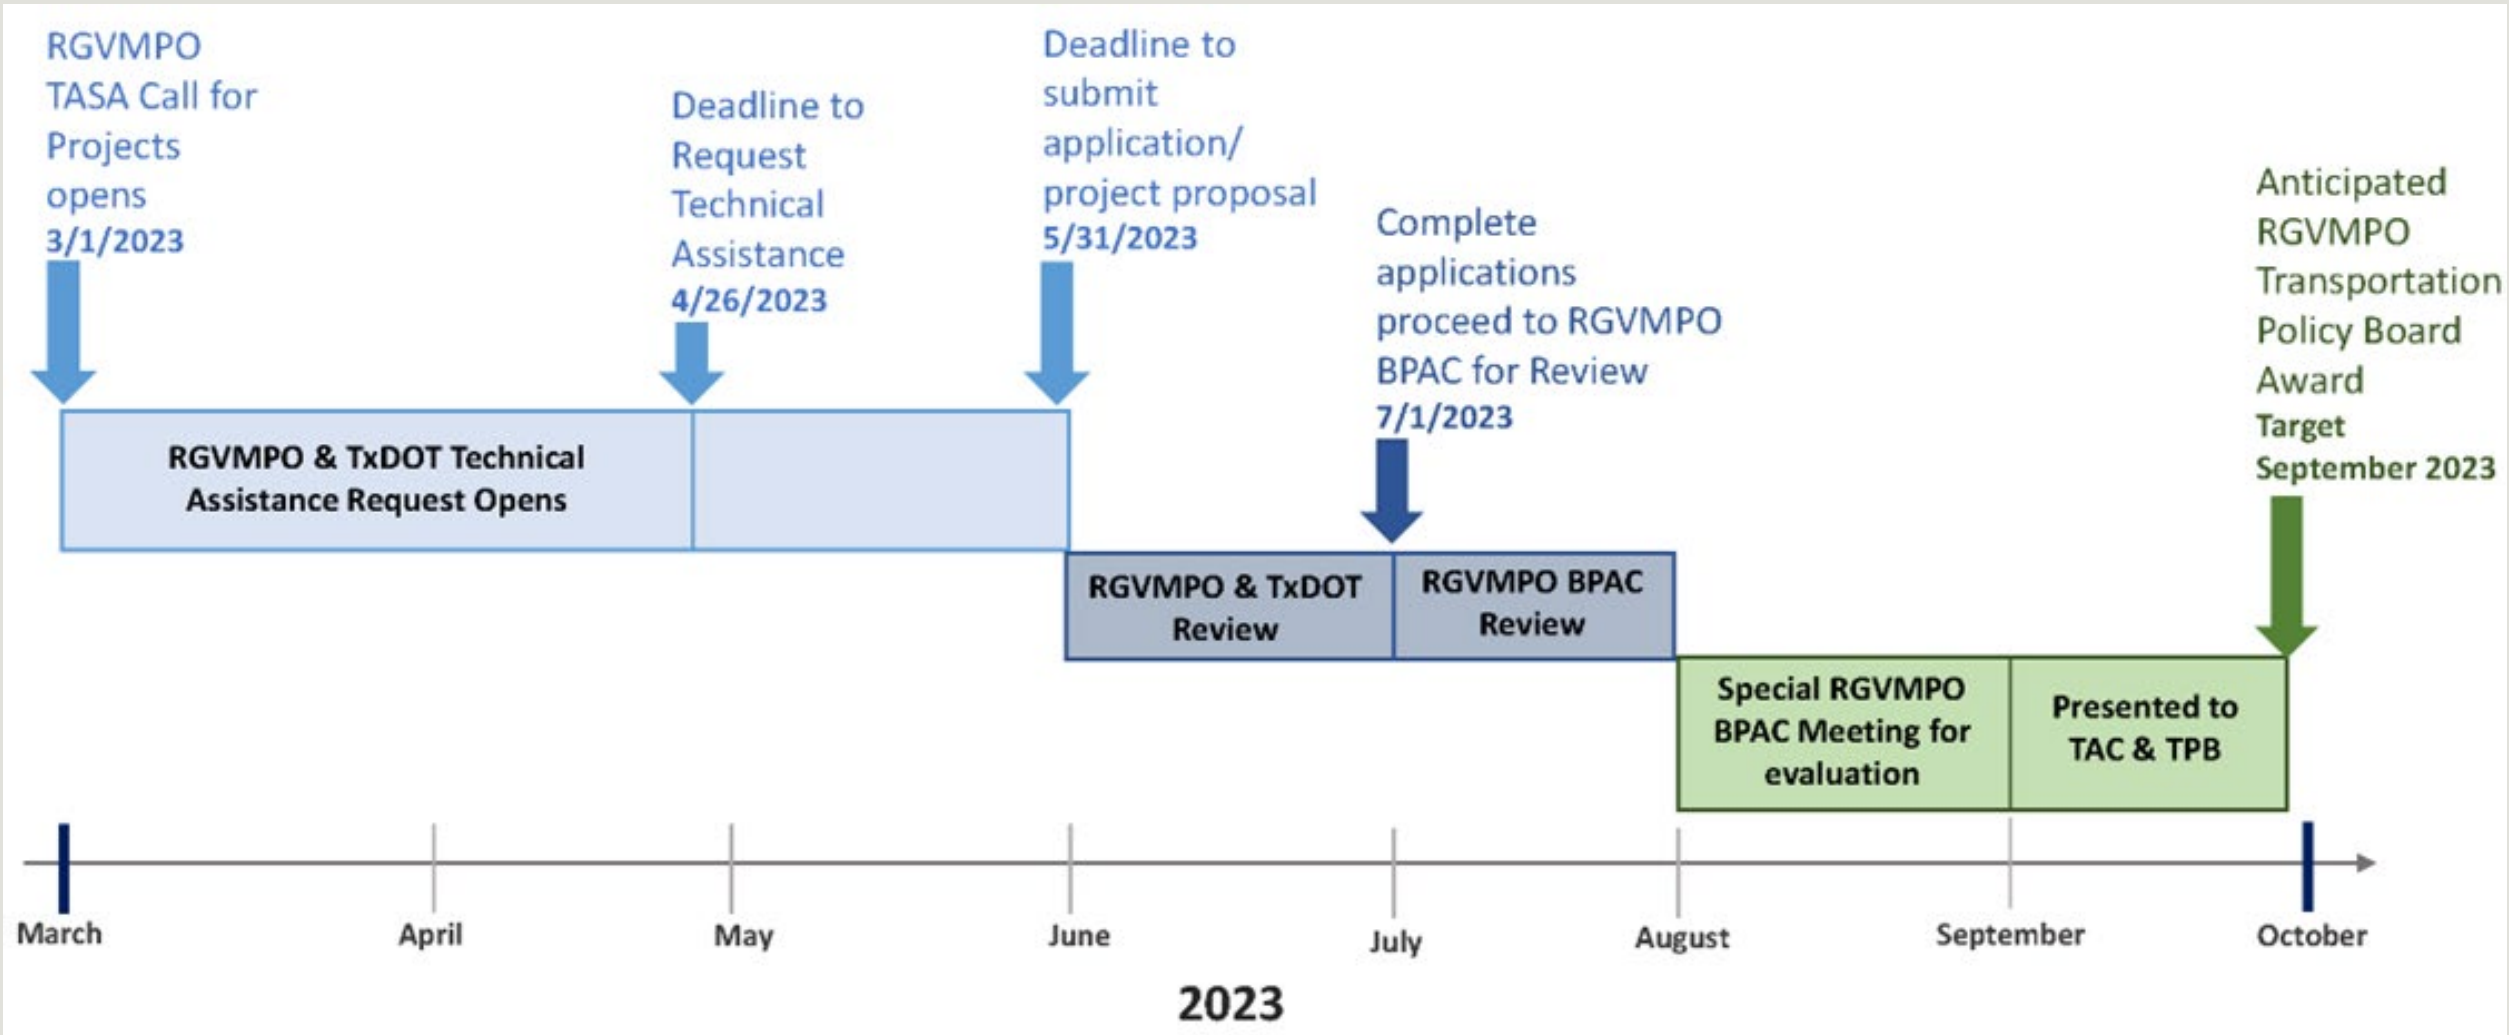 RGVMPO
TASA Call for
Projects
opens
3/1/2023
Deadline to
Request
Technical
Assistance
4/26/2023
Deadline to
submit
application/
project proposal
5/31/2023
Complete
applications
proceed to RGVMPO
BPAC for Review
7/1/2023
Anticipated
RGVMPO
Transportation
Policy Board
Award
Target
September 2023
RGVMPO & TxDOT Technical
Assistance Request Opens
RGVMPO & TxDOT
Review
RGVMPO BPAC
Review
Special RGVMPO
BPAC Meeting for
evaluation
Presented to
TAC & TPB
March
April
May
June
July
August
September
October
2023